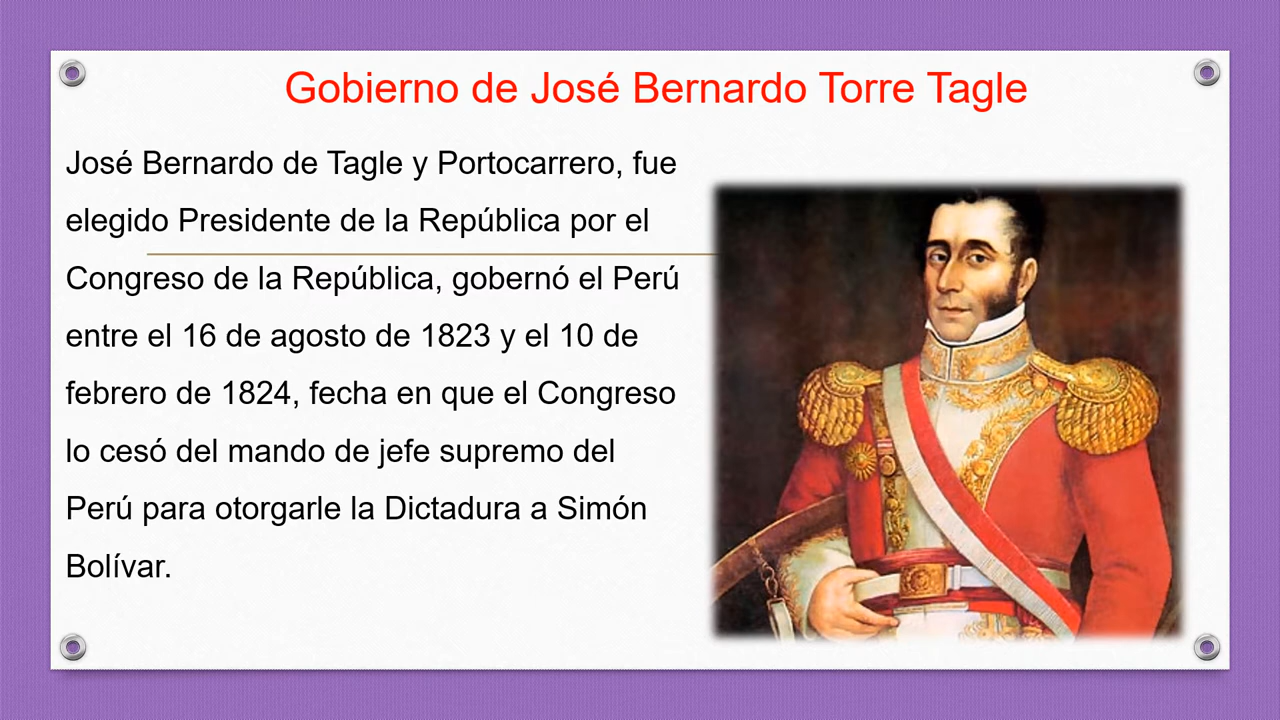 Gobierno de José Bernardo Torre Tagle
José Bernardo de Tagle y Portocarrero, fue
elegido Presidente de la República por el
Congreso de la República, gobernó el Perú
entre el 16 de agosto de 1823 y el 10 de
febrero de 1824, fecha en que el Congreso
lo cesó del mando de jefe supremo del
Perú para otorgarle la Dictadura a Simón
Bolívar.